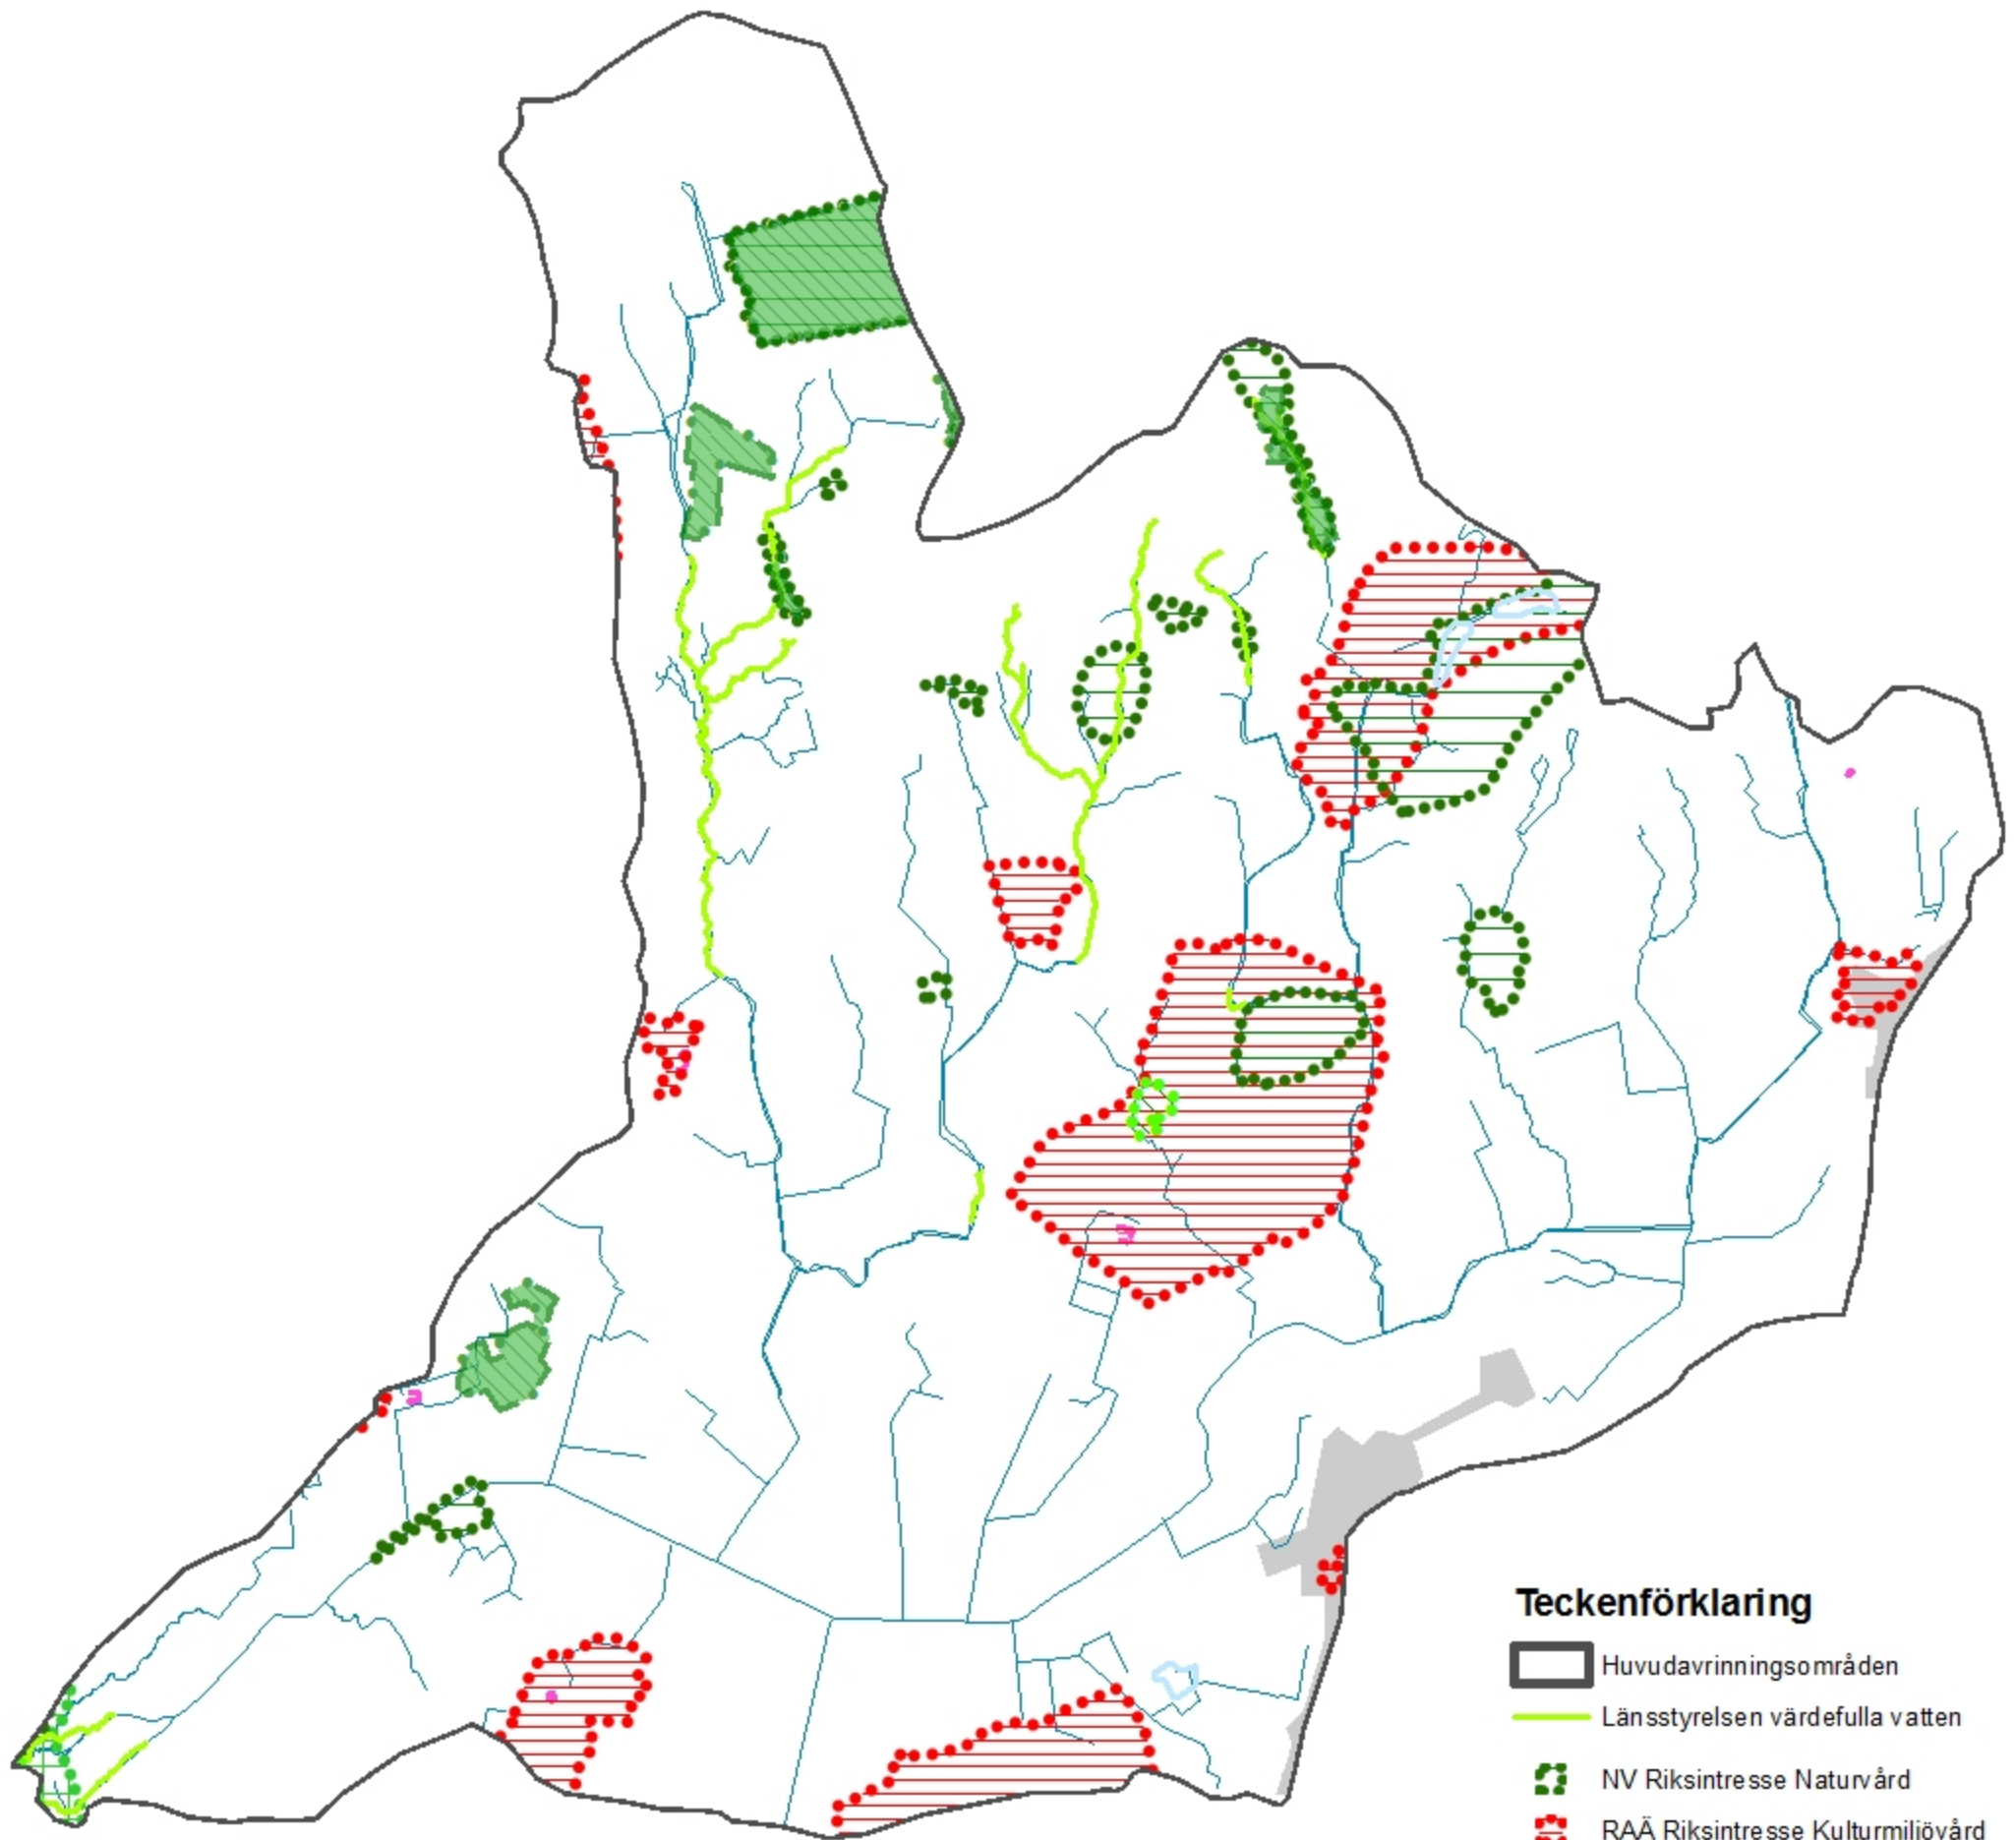 Teckenförklaring
Huvudavrinningsområden
Länsstyrelsen värdefulla vatten
NV Riksintresse Naturvård
RAÄ Riksintresse Kulturmiljövård